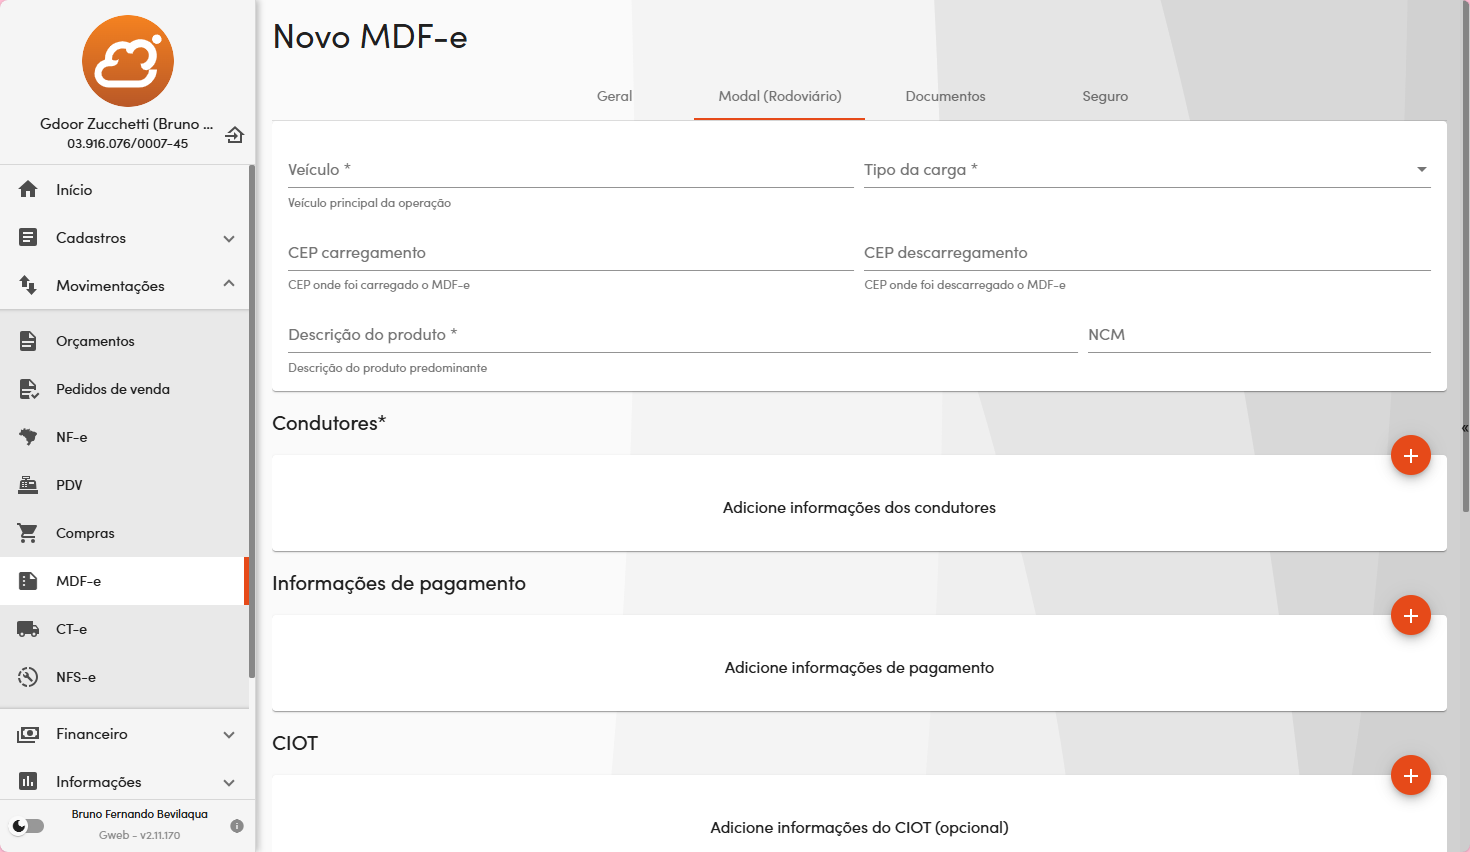 Gdoor Zucchetti (Bruno ...
03.916.076/0007-45
Início
Cadastros
Movimentações
Orçamentos
Pedidos de venda
NF-e
PDV
Compras
MDF-e
CT-e
NFS-e
Financeiro
Informações
Bruno Fernando Bevilaqua
Gweb - v2.11.170
Novo MDF-e
Geral
Modal (Rodoviário)
Documentos
Seguro
Veículo *
Tipo da carga *
Veículo principal da operação
CEP carregamento
CEP descarregamento
CEP onde foi carregado o MDF-e
CEP onde foi descarregado o MDF-e
Descrição do produto *
NCM
Descrição do produto predominante
Condutores*
Adicione informações dos condutores
Informações de pagamento
Adicione informações de pagamento
CIOT
Adicione informações do CIOT (opcional)